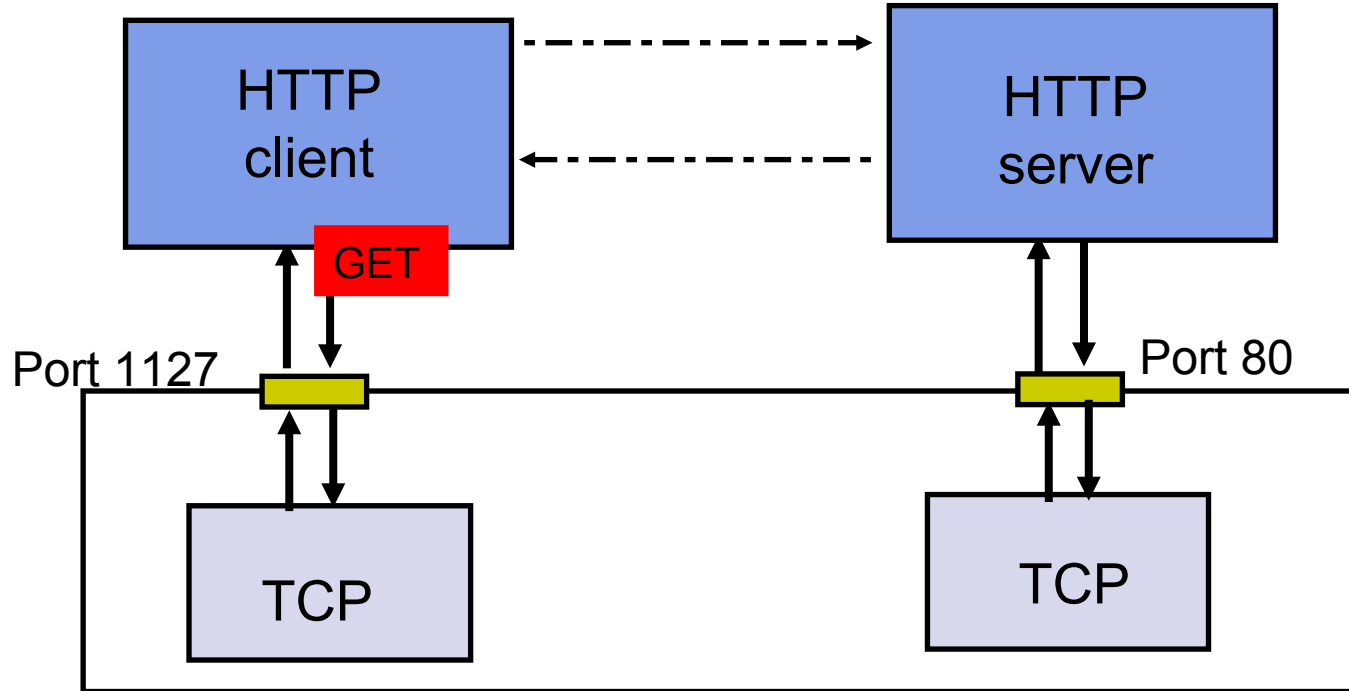 HTTP
client
HTTP
server
GET
Port 1127
Port 80
TCP
TCP